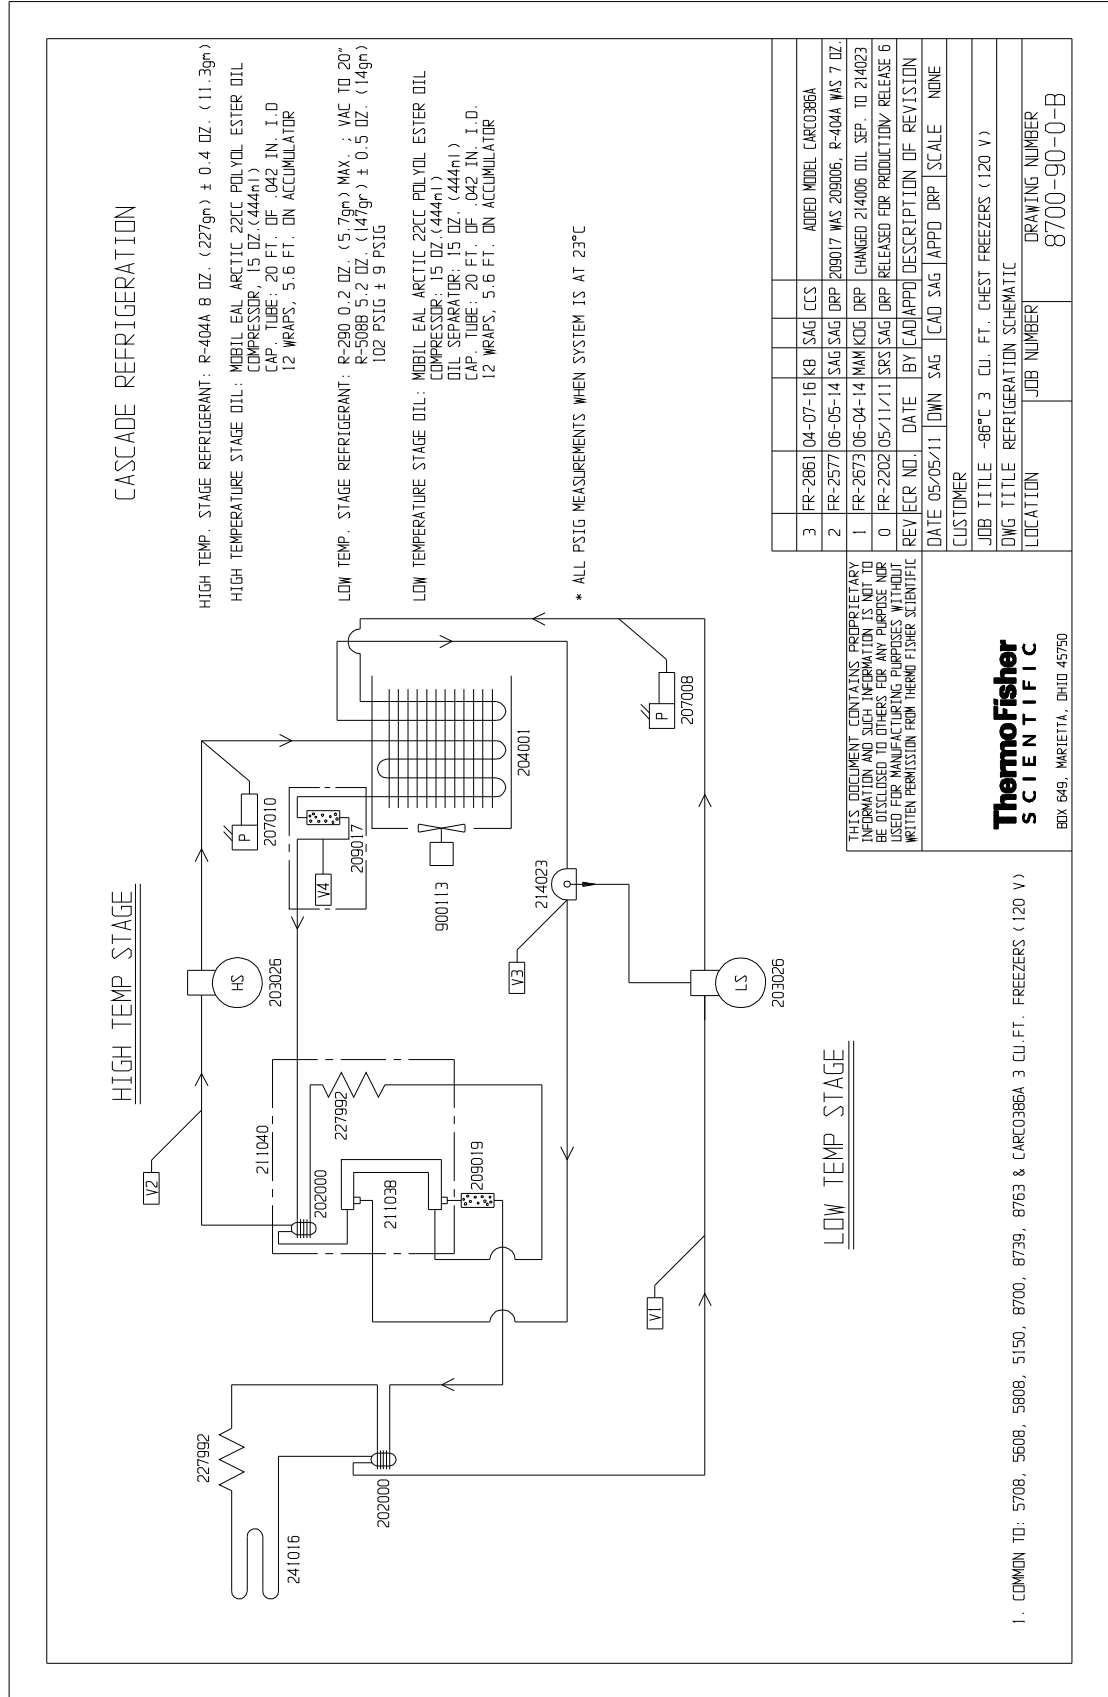 CASCADE REFRIGERATION
HIGH TEMP. STAGE REFRIGERANT: R-404A 8 OZ. (227gm) ± 0.4 OZ. (11.3gm)
HIGH TEMPERATURE STAGE OIL: MOBIL EAL ARCTIC 22CC POLYOL ESTER OIL
COMPRESSOR, 15 OZ.(444ml)
CAP. TUBE: 20 FT. OF .042 IN. I.D
12 WRAPS, 5.6 FT. ON ACCUMULATOR
LOW TEMP. STAGE REFRIGERANT: R-290 0.2 OZ. (5.7gm) MAX. ; VAC TO 20"
R-508B 5.2 OZ. (147gr) ± 0.5 OZ. (14gm)
102 PSIG ± 9 PSIG
LOW TEMPERATURE STAGE OIL: MOBIL EAL ARCTIC 22CC POLYOL ESTER OIL
COMPRESSOR: 15 OZ.(444ml)
OIL SEPARATOR: 15 OZ. (444ml)
CAP. TUBE: 20 FT. OF .042 IN. I.D.
12 WRAPS, 5.6 FT. ON ACCUMULATOR
* ALL PSIG MEASUREMENTS WHEN SYSTEM IS AT 23°C
HIGH TEMP STAGE
V2
HS
203026
P
207010
V4
209017
900113
204001
211040
227992
202000
211038
209019
214023
V3
P
207008
LS
203026
V1
LOW TEMP STAGE
227992
241016
202000
1. COMMON TO: 5708, 5608, 5808, 5150, 8700, 8739, 8763 & CARCO386A 3 CU.FT. FREEZERS (120 V)
THIS DOCUMENT CONTAINS PROPRIETARY
INFORMATION AND SUCH INFORMATION IS NOT TO
BE DISCLOSED TO OTHERS FOR ANY PURPOSE NOR
USED FOR MANUFACTURING PURPOSES WITHOUT
WRITTEN PERMISSION FROM THERMO FISHER SCIENTIFIC
ThermoFisher
SCIENTIFIC
BOX 649, MARIETTA, OHIO 45750
3 FR-2861 04-07-16 KB SAG CCS ADDED MODEL CARCO386A
2 FR-2577 06-05-14 SAG SAG DRP 209017 WAS 209006, R-404A WAS 7 OZ.
1 FR-2673 06-04-14 MAM KDG DRP CHANGED 214006 OIL SEP. TO 214023
0 FR-2202 05/11/11 SRS SAG DRP RELEASED FOR PRODUCTION/ RELEASE 6
REV ECR NO. DATE BY CAD APPD DESCRIPTION OF REVISION
DATE 05/05/11 DWN SAG CAD SAG APPD DRP SCALE NONE
CUSTOMER
JOB TITLE -86°C 3 CU. FT. CHEST FREEZERS (120 V)
DWG TITLE REFRIGERATION SCHEMATIC
LOCATION JOB NUMBER DRAWING NUMBER
8700-90-0-B